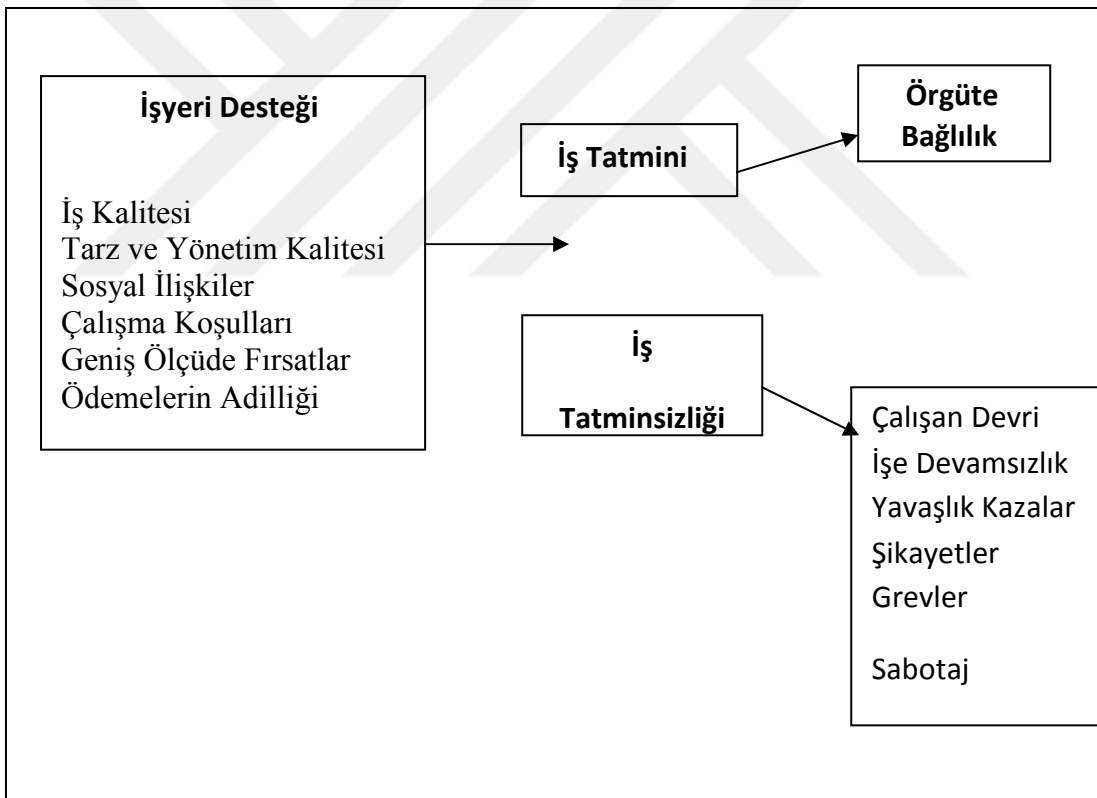 İşyeri Desteği
İş Kalitesi
Tarz ve Yönetim Kalitesi
Sosyal İlişkiler
Çalışma Koşulları
Geniş Ölçüde Fırsatlar
Ödemelerin Adilliği
İş Tatmini
Örgüte
Bağlılık
İş
Tatminsizliği
Çalışan Devri
İşe Devamsızlık
Yavaşlık Kazalar
Şikayetler
Grevler
Sabotaj